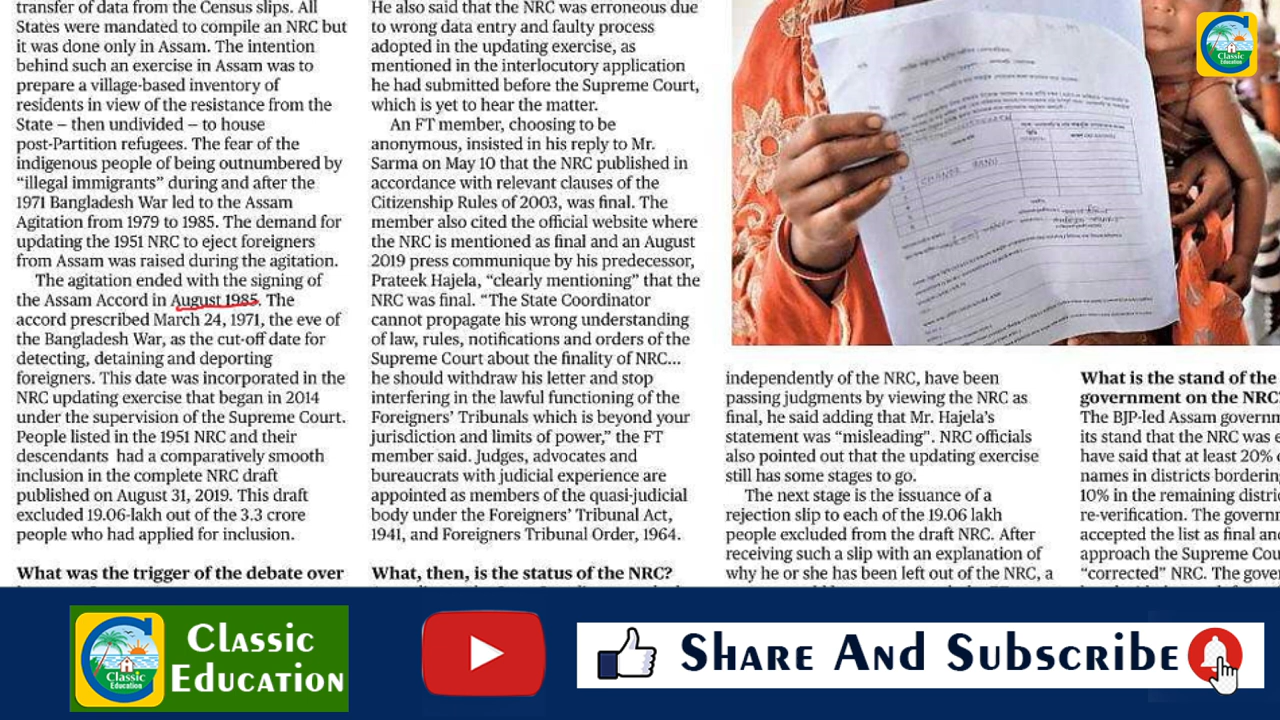 transfer of data from the Census slips. All
States were mandated to compile an NRC but
it was done only in Assam. The intention
behind such an exercise in Assam was to
prepare a village-based inventory of
residents in view of the resistance from the
State – then undivided – to house
post-Partition refugees. The fear of the
indigenous people of being outnumbered by
“illegal immigrants” during and after the
1971 Bangladesh War led to the Assam
Agitation from 1979 to 1985. The demand for
updating the 1951 NRC to eject foreigners
from Assam was raised during the agitation.
The agitation ended with the signing of
the Assam Accord in August 1985. The
accord prescribed March 24, 1971, the eve of
the Bangladesh War, as the cut-off date for
detecting, detaining and deporting
foreigners. This date was incorporated in the
NRC updating exercise that began in 2014
under the supervision of the Supreme Court.
People listed in the 1951 NRC and their
descendants had a comparatively smooth
inclusion in the complete NRC draft
published on August 31, 2019. This draft
excluded 19.06-lakh out of the 3.3 crore
people who had applied for inclusion.
What was the trigger of the debate over
He also said that the NRC was erroneous due
to wrong data entry and faulty process
adopted in the updating exercise, as
mentioned in the interlocutory application
he had submitted before the Supreme Court,
which is yet to hear the matter.
An FT member, choosing to be
anonymous, insisted in his reply to Mr.
Sarma on May 10 that the NRC published in
accordance with relevant clauses of the
Citizenship Rules of 2003, was final. The
member also cited the official website where
the NRC is mentioned as final and an August
2019 press communique by his predecessor,
Prateek Hajela, “clearly mentioning” that the
NRC was final. “The State Coordinator
cannot propagate his wrong understanding
of law, rules, notifications and orders of the
Supreme Court about the finality of NRC...
he should withdraw his letter and stop
interfering in the lawful functioning of the
Foreigners’ Tribunals which is beyond your
jurisdiction and limits of power,” the FT
member said. Judges, advocates and
bureaucrats with judicial experience are
appointed as members of the quasi-judicial
body under the Foreigners’ Tribunal Act,
1941, and Foreigners Tribunal Order, 1964.
What, then, is the status of the NRC?
CHANDA BANU
independently of the NRC, have been
passing judgments by viewing the NRC as
final, he said adding that Mr. Hajela’s
statement was “misleading”. NRC officials
also pointed out that the updating exercise
still has some stages to go.
The next stage is the issuance of a
rejection slip to each of the 19.06 lakh
people excluded from the draft NRC. After
receiving such a slip with an explanation of
why he or she has been left out of the NRC, a
What is the stand of the
government on the NRC?
The BJP-led Assam governm
its stand that the NRC was e
have said that at least 20% o
names in districts bordering
10% in the remaining distric
re-verification. The governm
accepted the list as final and
approach the Supreme Cou
“corrected” NRC. The gover
Classic
Education
Classic
Education
Classic
Education
Share And Subscribe